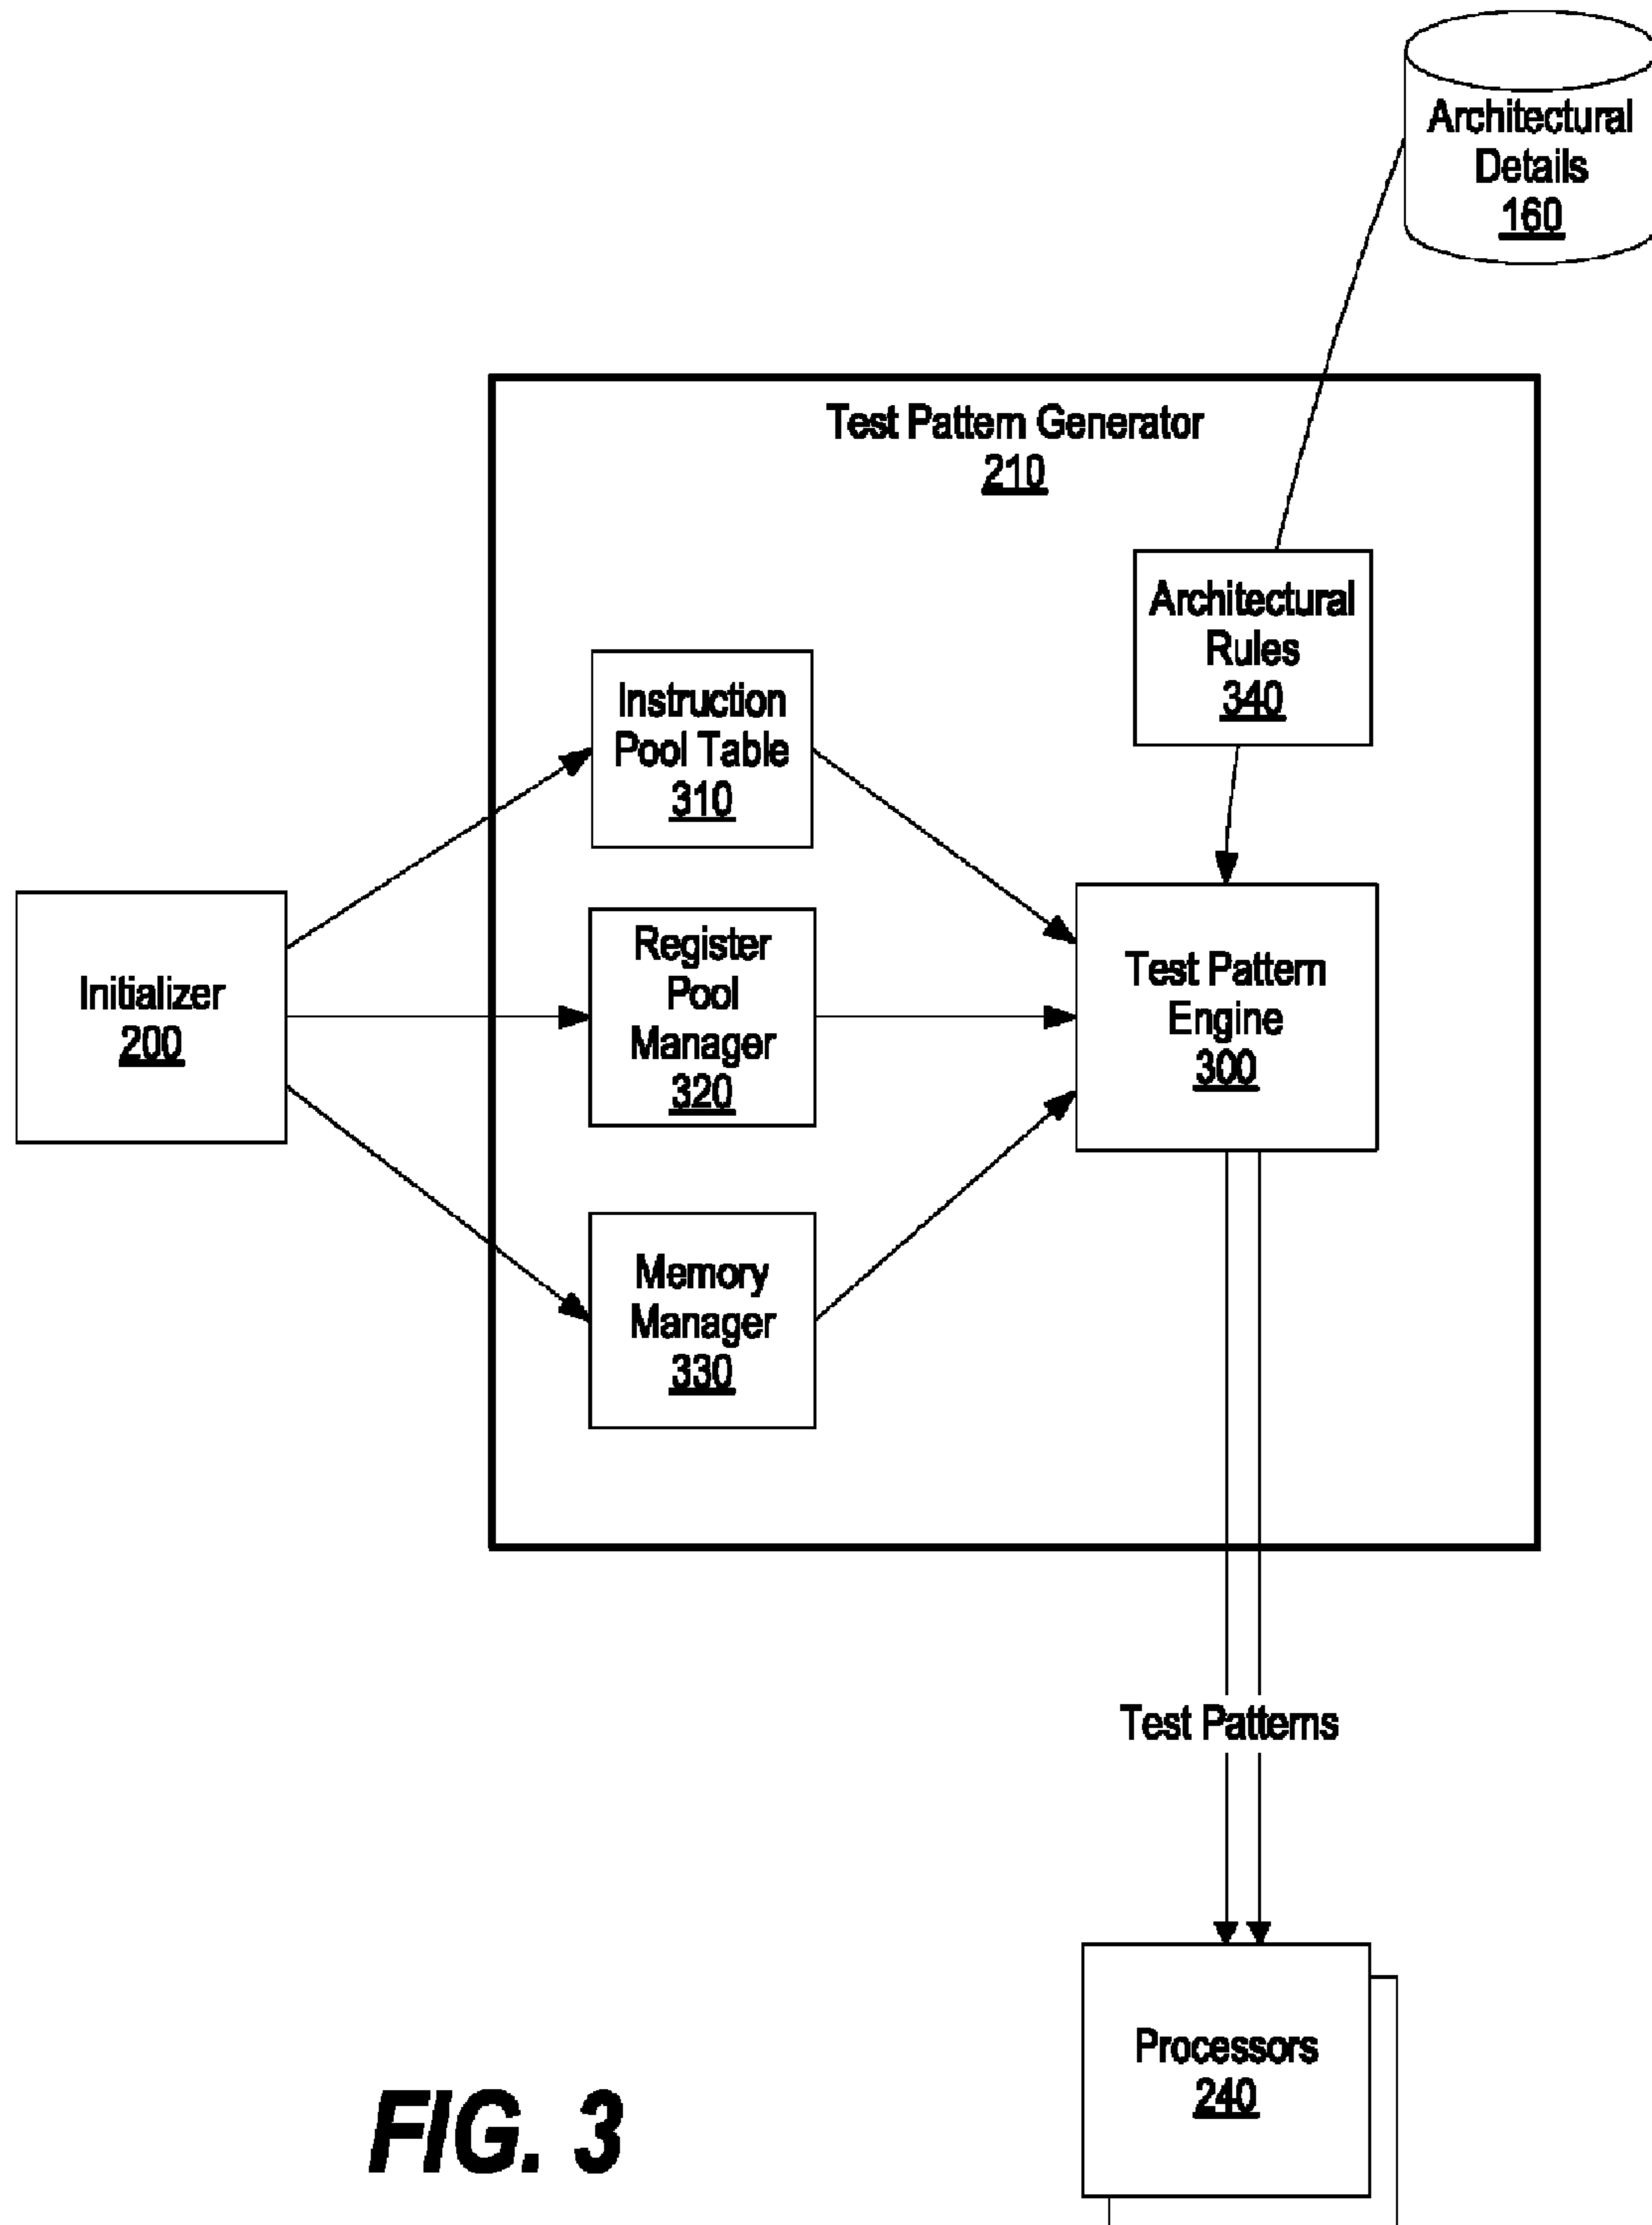 Architectural
Details
160
Test Pattern Generator
210
Architectural
Rules
340
Instruction
Pool Table
310
Initializer
200
Register
Pool
Manager
320
Test Pattern
Engine
300
Memory
Manager
330
Test Patterns
Processors
240
FIG. 3